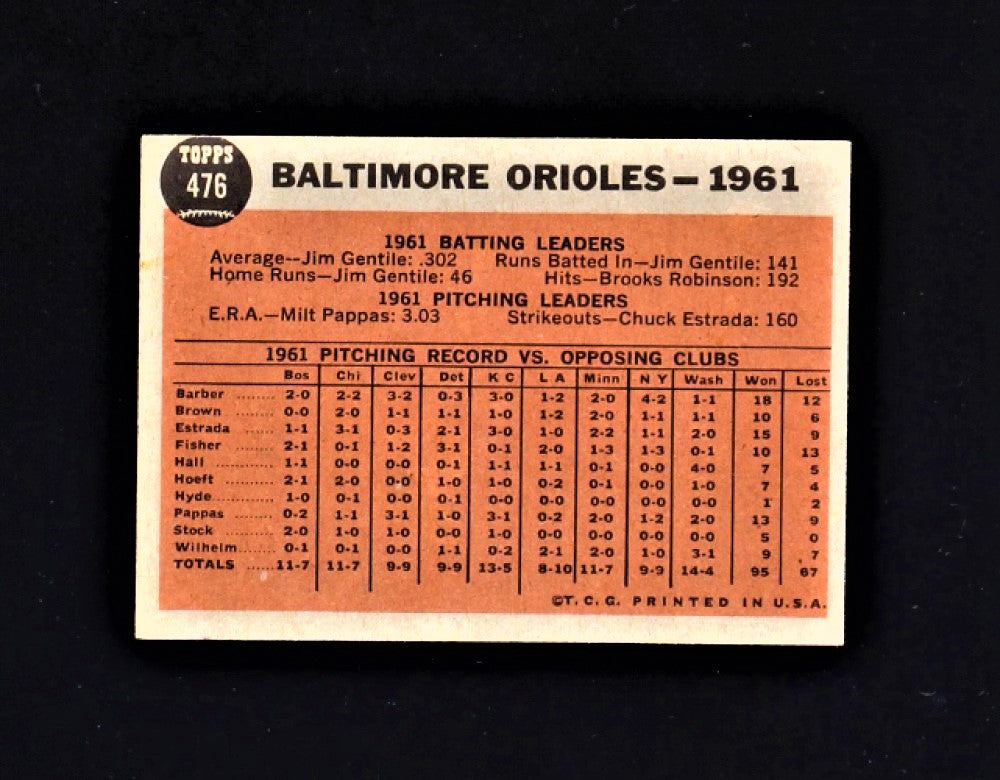 TOPPS
476
BALTIMORE ORIOLES—1961
1961 BATTING LEADERS
Average--Jim Gentile: .302 Runs Batted In—Jim Gentile: 141
Home Runs—Jim Gentile: 46 Hits—Brooks Robinson: 192
1961 PITCHING LEADERS
E.R.A.—Milt Pappas: 3.03 Strikeouts—Chuck Estrada: 160
1961 PITCHING RECORD VS. OPPOSING CLUBS
Bos Chi Clev Det K C L A Minn N Y Wash Won Lost
Barber ........ 2-0 2-2 3-2 0-3 3-0 1-2 2-0 4-2 1-1 18 12
Brown ........ 0-0 2-0 1-1 1-1 1-0 1-2 2-0 1-1 1-1 10 6
Estrada ...... 1-1 3-1 0-3 2-1 3-0 1-0 2-2 1-1 2-0 15 9
Fisher ........ 2-1 0-1 1-2 3-1 0-1 2-0 1-3 1-3 0-1 10 13
Hall ............ 1-1 0-0 0-0 0-1 1-1 1-1 0-1 0-0 4-0 7 5
Hoeft .......... 2-1 2-0 0-0 1-0 1-0 0-2 0-1 0-0 1-0 7 4
Hyde........... 1-0 0-1 0-0 0-1 0-0 0-0 0-0 0-0 0-0 1 2
Pappas ........ 0-2 1-1 3-1 1-0 3-1 0-2 2-0 1-2 2-0 13 9
Stock .......... 2-0 1-0 1-0 0-0 1-0 0-0 0-0 0-0 0-0 5 0
Wilhelm....... 0-1 0-1 0-0 1-1 0-2 2-1 2-0 1-0 3-1 9 7
TOTALS ..... 11-7 11-7 9-9 9-9 13-5 8-10 11-7 9-9 14-4 95 67
©T. C. G. PRINTED IN U.S.A.